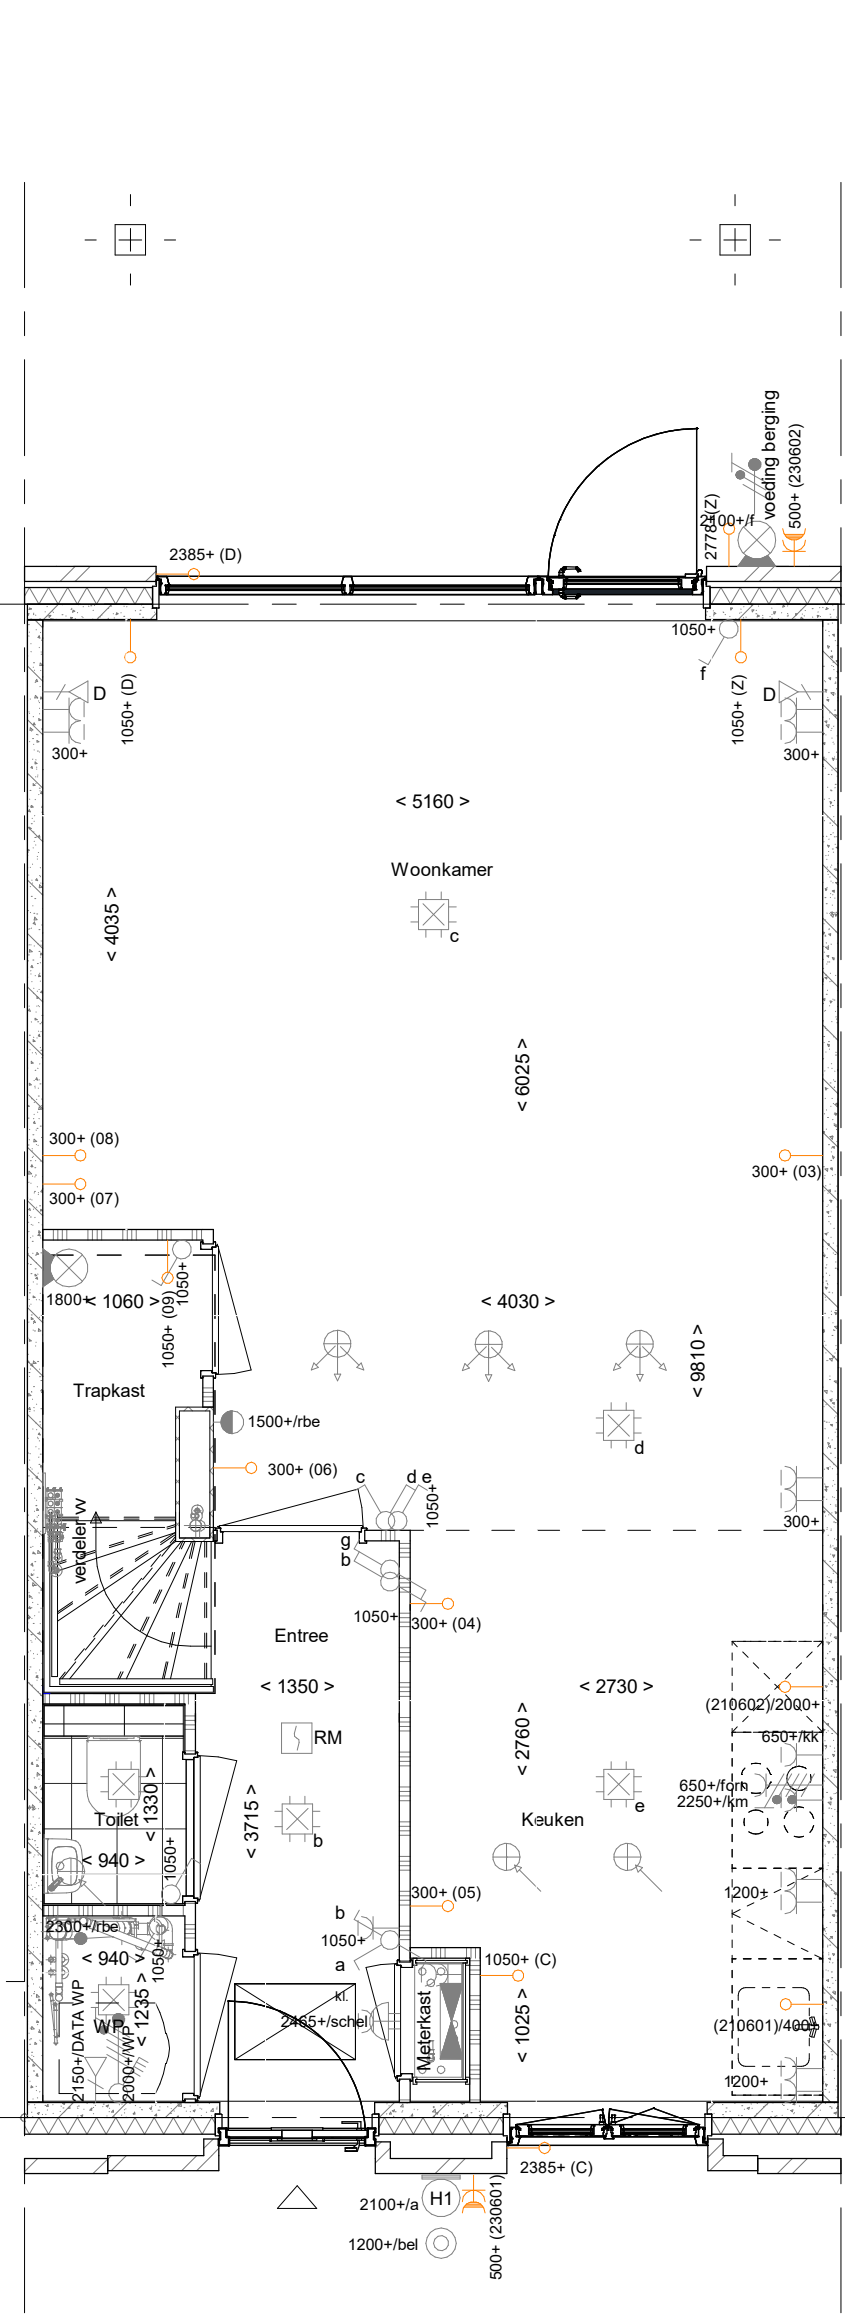 voeding berging
500+ (230602)
2778+(Z)
2100+/f
2385+ (D)
1050+
f
D
1050+ (D)
300+
D
1050+ (Z)
300+
< 5160 >
Woonkamer
c
< 4035 >
< 6025 >
300+ (08)
300+ (07)
300+ (03)
1800+
< 1060 >
1050+
1050+ (09)
< 4030 >
< 9810 >
Trapkast
1500+/rbe
d
300+ (06)
c
d e
1050+
300+
verdeler vv
g
b
1050+
300+ (04)
Entree
< 1350 >
< 2730 >
(210602)/2000+
RM
< 2760 >
650+/kk
650+/forn
2250+/km
Toilet
< 1330 >
< 3715 >
b
Keuken
e
< 940 >
1050+
300+ (05)
1200+
b
2300+/rbe
1050+
a
< 940 >
1050+
1050+ (C)
WP
< 1235 >
2150+/DATA WP
2000+/WP
kl.
2465+/schel
Meterkast
< 1025 >
(210601)/400+
1200+
2385+ (C)
2100+/a
H1
500+ (230601)
1200+/bel